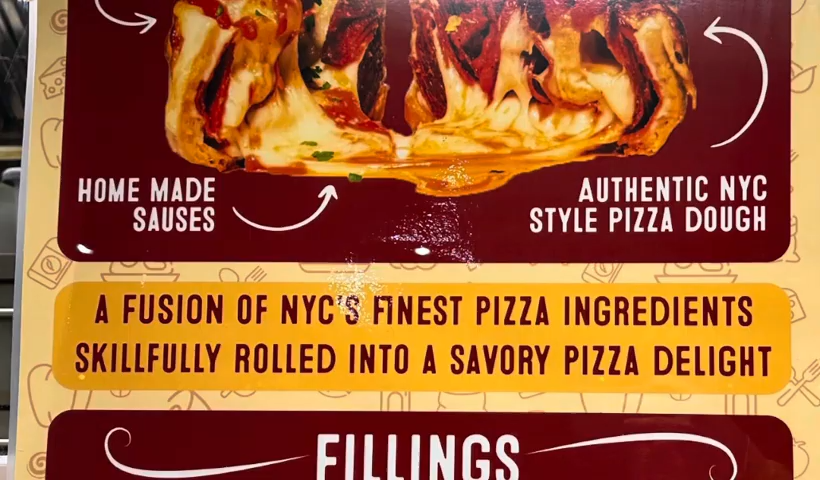 HOME MADE
SAUSES
AUTHENTIC NYC
STYLE PIZZA DOUGH
A FUSION OF NYC'S FINEST PIZZA INGREDIENTS
SKILLFULLY ROLLED INTO A SAVORY PIZZA DELIGHT
FILLINGS